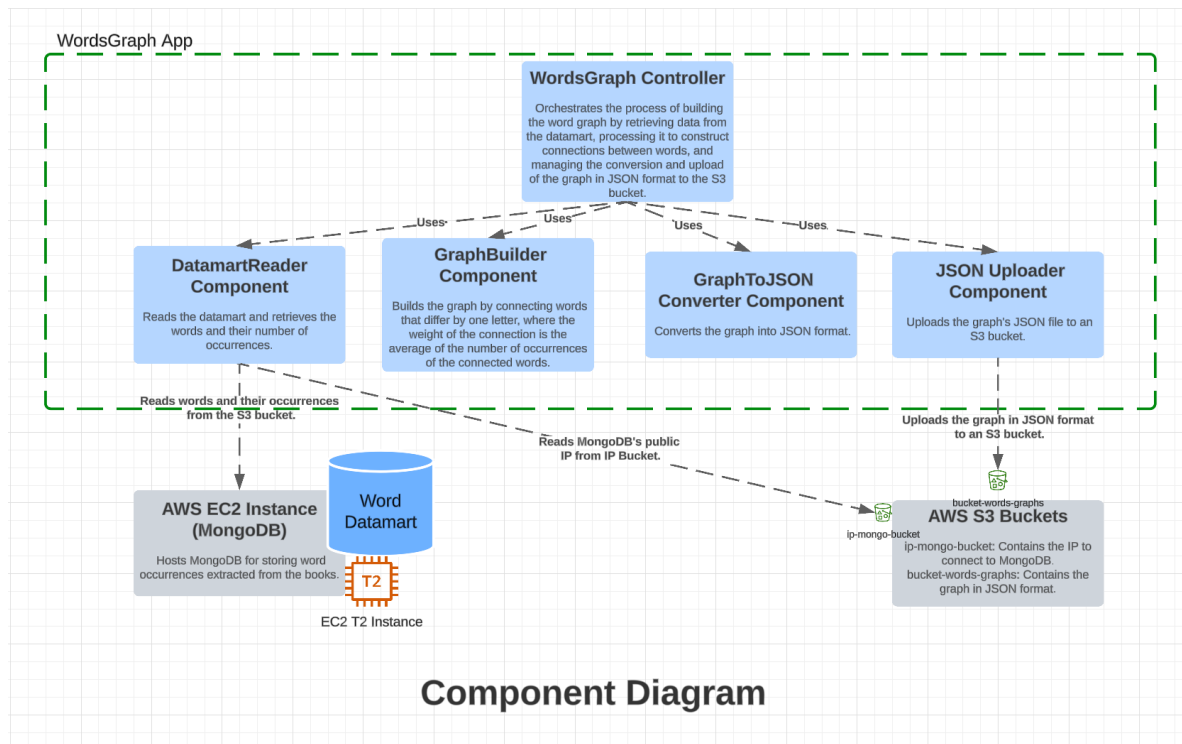 WordsGraph App
WordsGraph Controller
Orchestrates the process of building
the word graph by retrieving data from
the datamart, processing it to construct
connections between words, and
managing the conversion and upload
of the graph in JSON format to the S3
bucket.
Uses
Uses
Uses
Uses
DatamartReader
Component
Reads the datamart and retrieves the
words and their number of
occurrences.
GraphBuilder
Component
Builds the graph by connecting words
that differ by one letter, where the
weight of the connection is the
average of the number of occurrences
of the connected words.
GraphToJSON
Converter Component
Converts the graph into JSON format.
JSON Uploader
Component
Uploads the graph's JSON file to an
S3 bucket.
Reads words and their occurrences
from the S3 bucket.
Reads MongoDB's public
IP from IP Bucket.
Uploads the graph in JSON format
to an S3 bucket.
AWS EC2 Instance
(MongoDB)
Hosts MongoDB for storing word
occurrences extracted from the books.
Word
Datamart
T2
EC2 T2 Instance
ip-mongo-bucket
bucket-words-graphs
AWS S3 Buckets
ip-mongo-bucket: Contains the IP to
connect to MongoDB.
bucket-words-graphs: Contains the
graph in JSON format.
Component Diagram